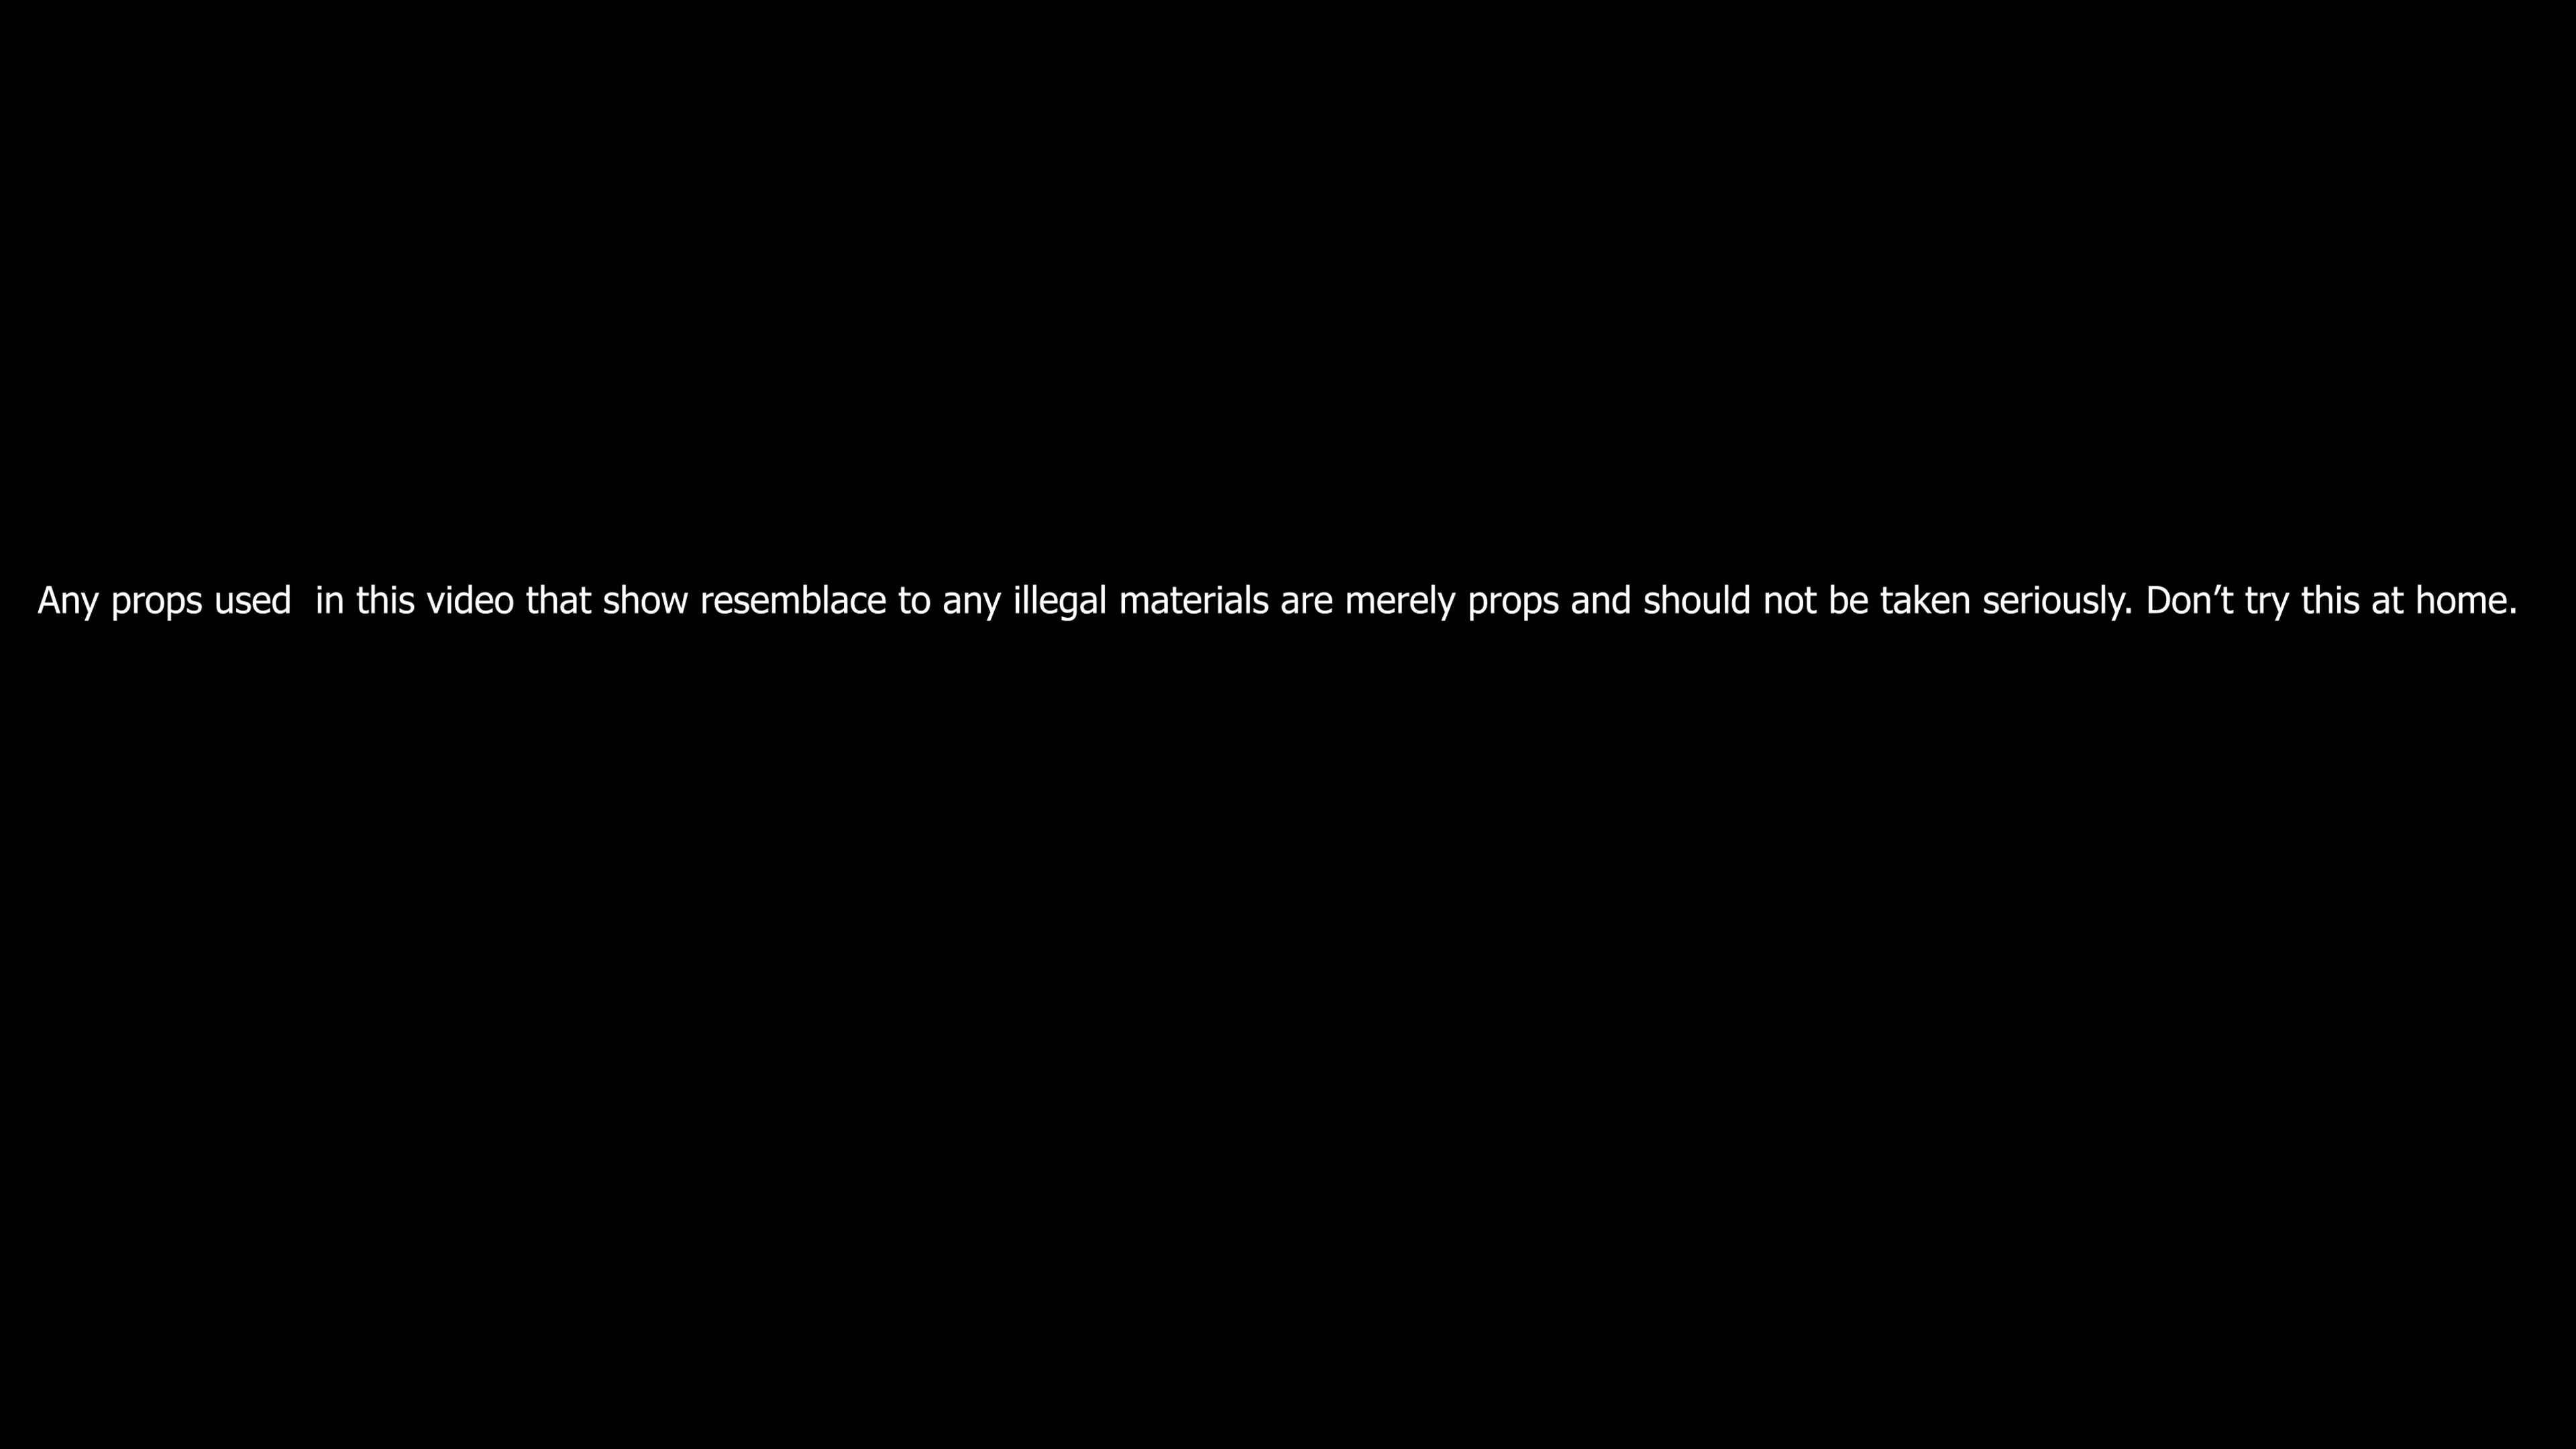 Any props used  in this video that show resemblace to any illegal materials are merely props and should not be taken seriously. Don’t try this at home.